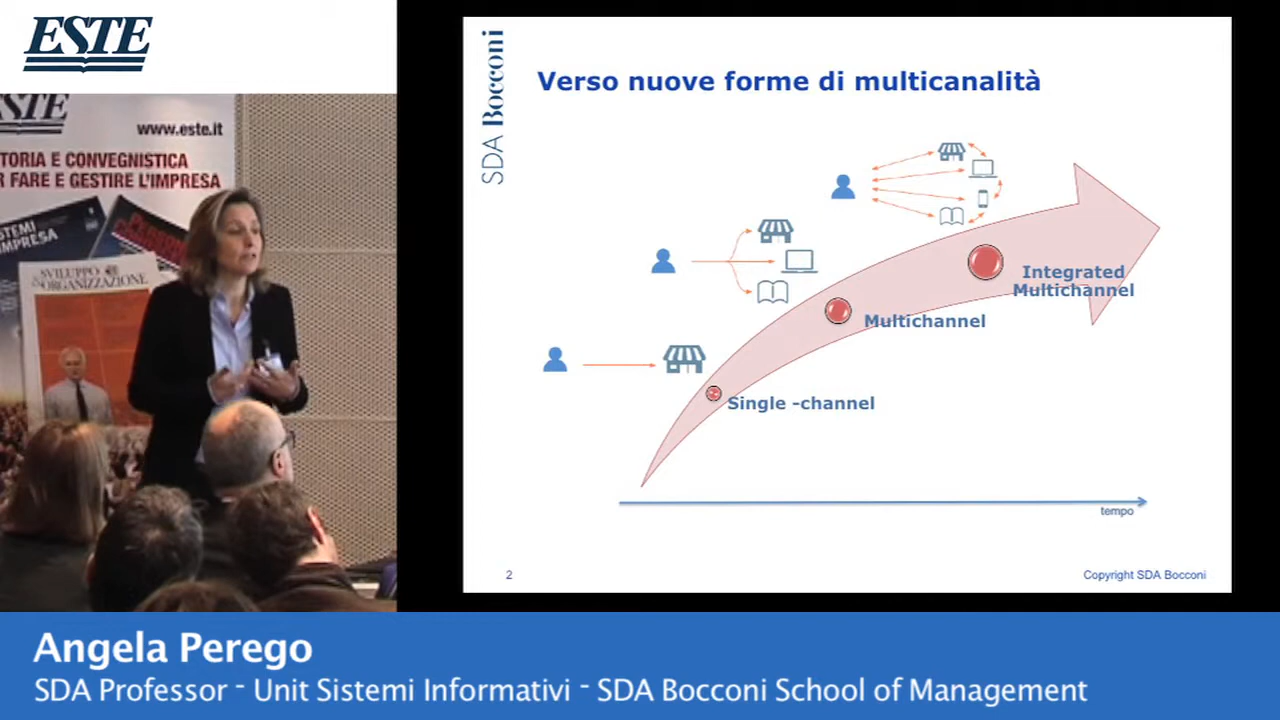 ESTE
ESTE
www.este.it
TORIA E CONVEGNISTICA
R FARE E GESTIRE L'IMPRESA
SVILUPPO
&ORGANIZZAZIONE
SDA Bocconi
Verso nuove forme di multicanalità
Integrated
Multichannel
Multichannel
Single -channel
tempo
2
Copyright SDA Bocconi
Angela Perego
SDA Professor - Unit Sistemi Informativi - SDA Bocconi School of Management